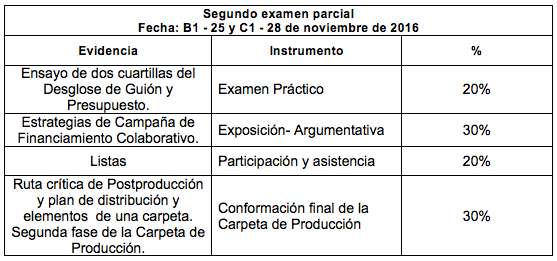 Segundo examen parcial
Fecha: B1 - 25 y C1 - 28 de noviembre de 2016
Evidencia Instrumento %
Ensayo de dos cuartillas del
Desglose de Guión y
Presupuesto.
Examen Práctico
20%
Estrategias de Campaña de
Financiamiento Colaborativo.
Exposición- Argumentativa
30%
Listas
Participación y asistencia
20%
Ruta crítica de Postproducción
y plan de distribución y
elementos de una carpeta.
Segunda fase de la Carpeta de
Producción.
Conformación final de la
Carpeta de Producción
30%